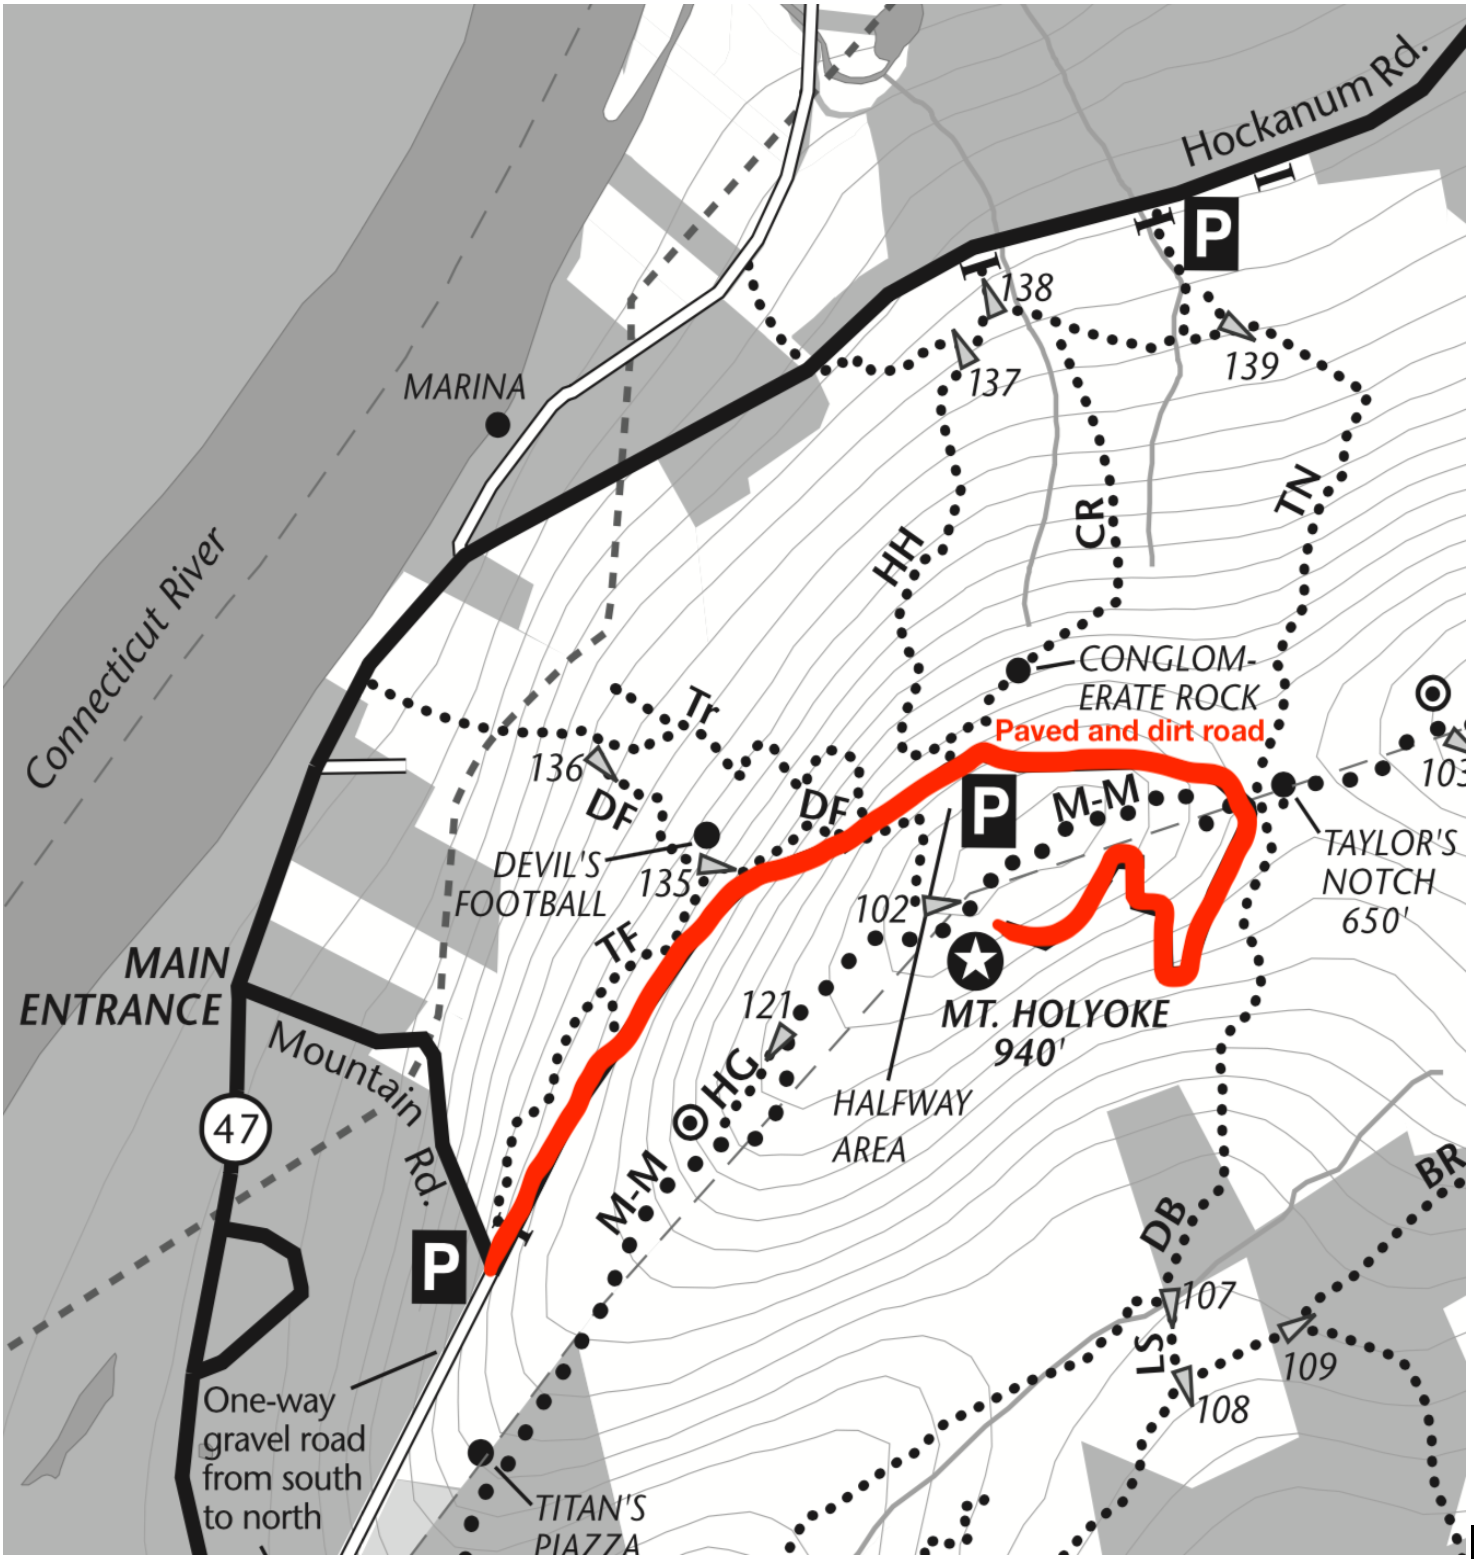 Hockanum Rd.
P
138
137
139
MARINA
TN
CR
HH
Connecticut River
CONGLOM-
ERATE ROCK
Paved and dirt road
Tr
136
DF
DF
P
M-M
103
DEVIL'S
FOOTBALL
135
TAYLOR'S
NOTCH
650'
102
TF
MAIN
ENTRANCE
MT. HOLYOKE
940'
121
Mountain Rd.
HG
HALFWAY
AREA
47
M-M
BR
DB
P
107
LS
109
108
One-way
gravel road
from south
to north
TITAN'S
PIAZZA